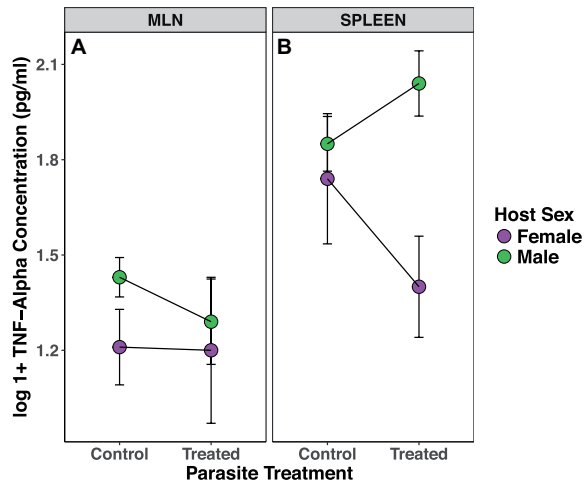 MLN
SPLEEN
A
B
log 1+ TNF−Alpha Concentration (pg/ml)
2.1
1.8
1.5
1.2
Control
Treated
Control
Treated
Parasite Treatment
Host Sex
Female
Male